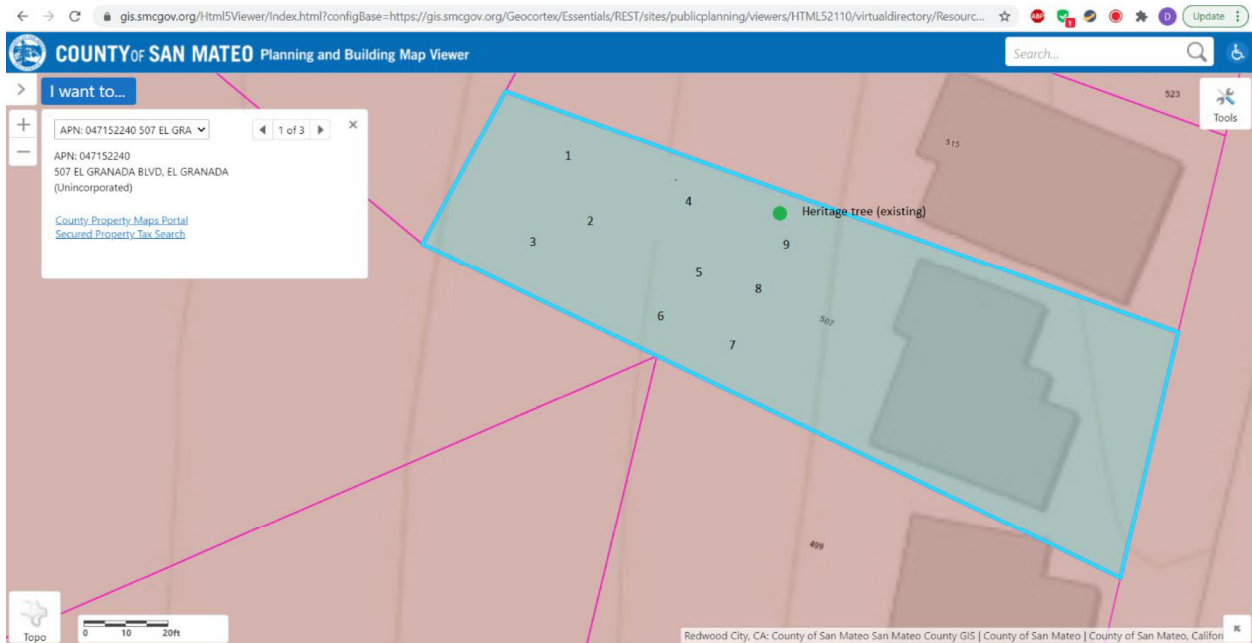 gis.smcgov.org/Html5Viewer/Index.html?configBase=https://gis.smcgov.org/Geocortex/Essentials/REST/sites/publicplanning/viewers/HTML52110/virtualdirectory/Resourc...
ABP
1
D
Update
COUNTY OF SAN MATEO Planning and Building Map Viewer
Search...
I want to...
Tools
APN: 047152240 507 EL GRA
1 of 3
APN: 047152240
507 EL GRANADA BLVD, EL GRANADA
(Unincorporated)
County Property Maps Portal
Secured Property Tax Search
523
515
1
4
Heritage tree (existing)
2
3
9
5
8
6
507
7
499
Topo
0 10 20ft
Redwood City, CA: County of San Mateo San Mateo County GIS | County of San Mateo | County of San Mateo, Califor